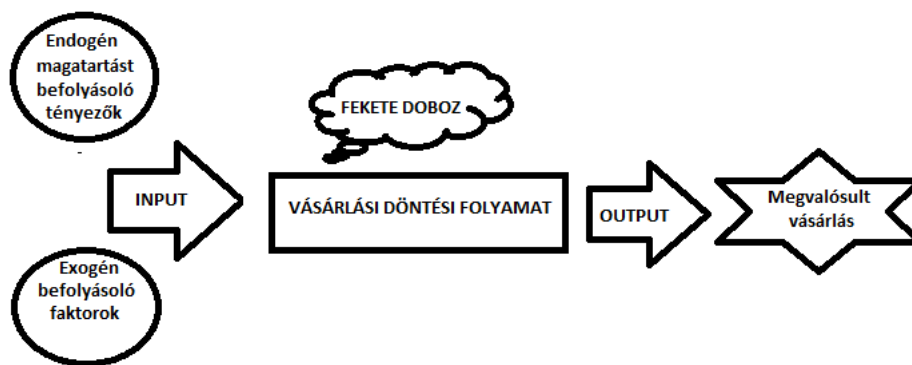 Endogén
magatartást
befolyásoló
tényezők
FEKETE DOBOZ
INPUT
VÁSÁRLÁSI DÖNTÉSI FOLYAMAT
OUTPUT
Megvalósult
vásárlás
Exogén
befolyásoló
faktorok